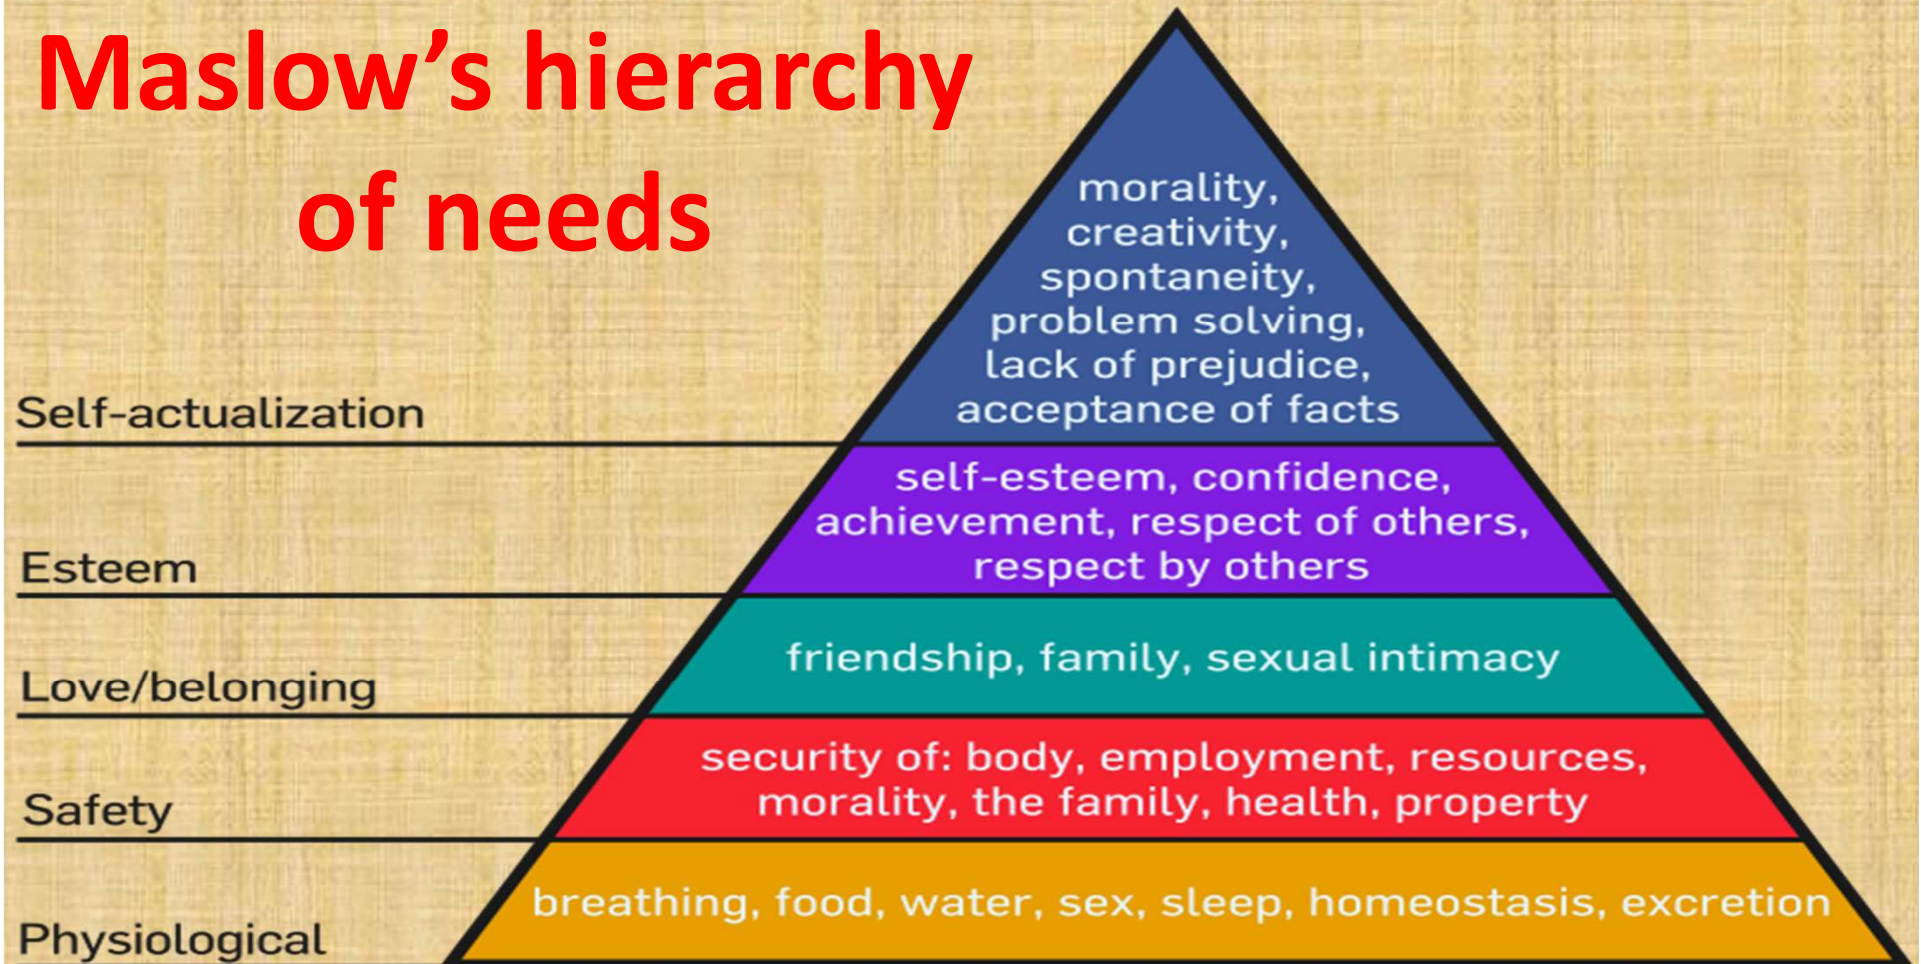 Maslow’s hierarchy
of needs
morality,
creativity,
spontaneity,
problem solving,
lack of prejudice,
acceptance of facts
Self-actualization
self-esteem, confidence,
achievement, respect of others,
respect by others
Esteem
friendship, family, sexual intimacy
Love/belonging
security of: body, employment, resources,
morality, the family, health, property
Safety
breathing, food, water, sex, sleep, homeostasis, excretion
Physiological